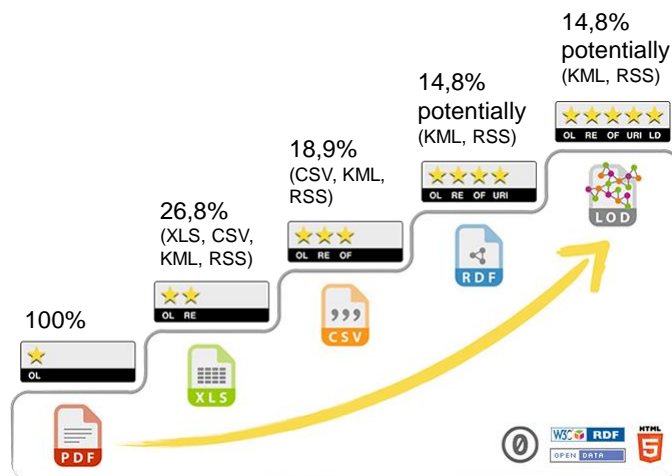 14,8%
potentially
(KML, RSS)
OL RE OF URI LD
LOD
14,8%
potentially
(KML, RSS)
OL RE OF URI
RDF
18,9%
(CSV, KML,
RSS)
OL RE OF
CSV
26,8%
(XLS, CSV,
KML, RSS)
OL RE
XLS
100%
OL
PDF
0
W3C RDF
OPEN DATA
HTML
5